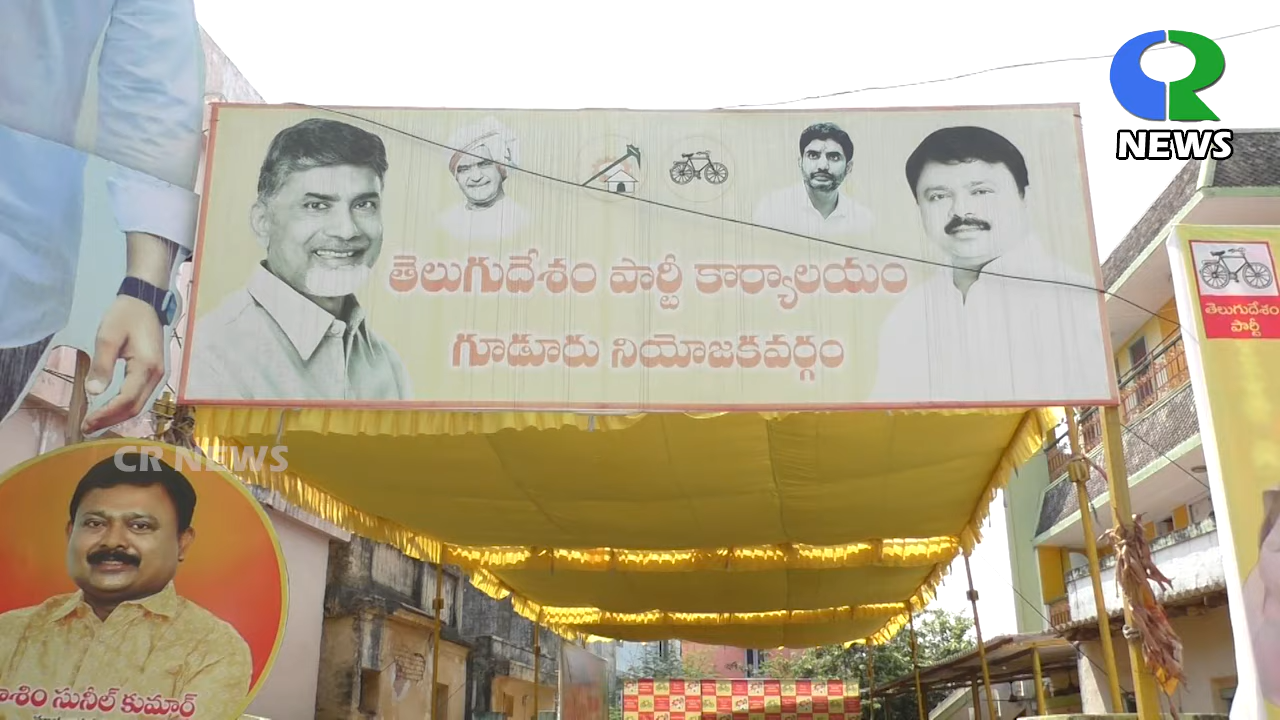 CR
NEWS
తెలుగుదేశం పార్టీ కార్యాలయం
గూడూరు నియోజకవర్గం
తెలుగుదేశం
పార్టీ
CR NEWS
సునీల్ కుమార్